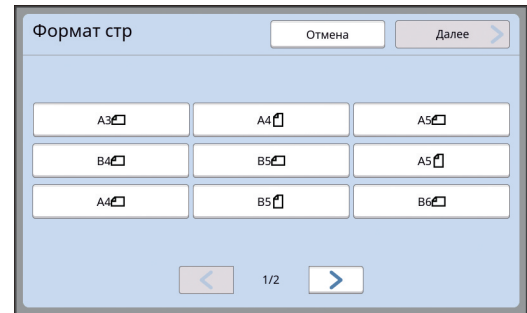 Формат стр Отмена Далее
A3 A4 A5
B4 B5 A5
A4 B5 B6
1/2